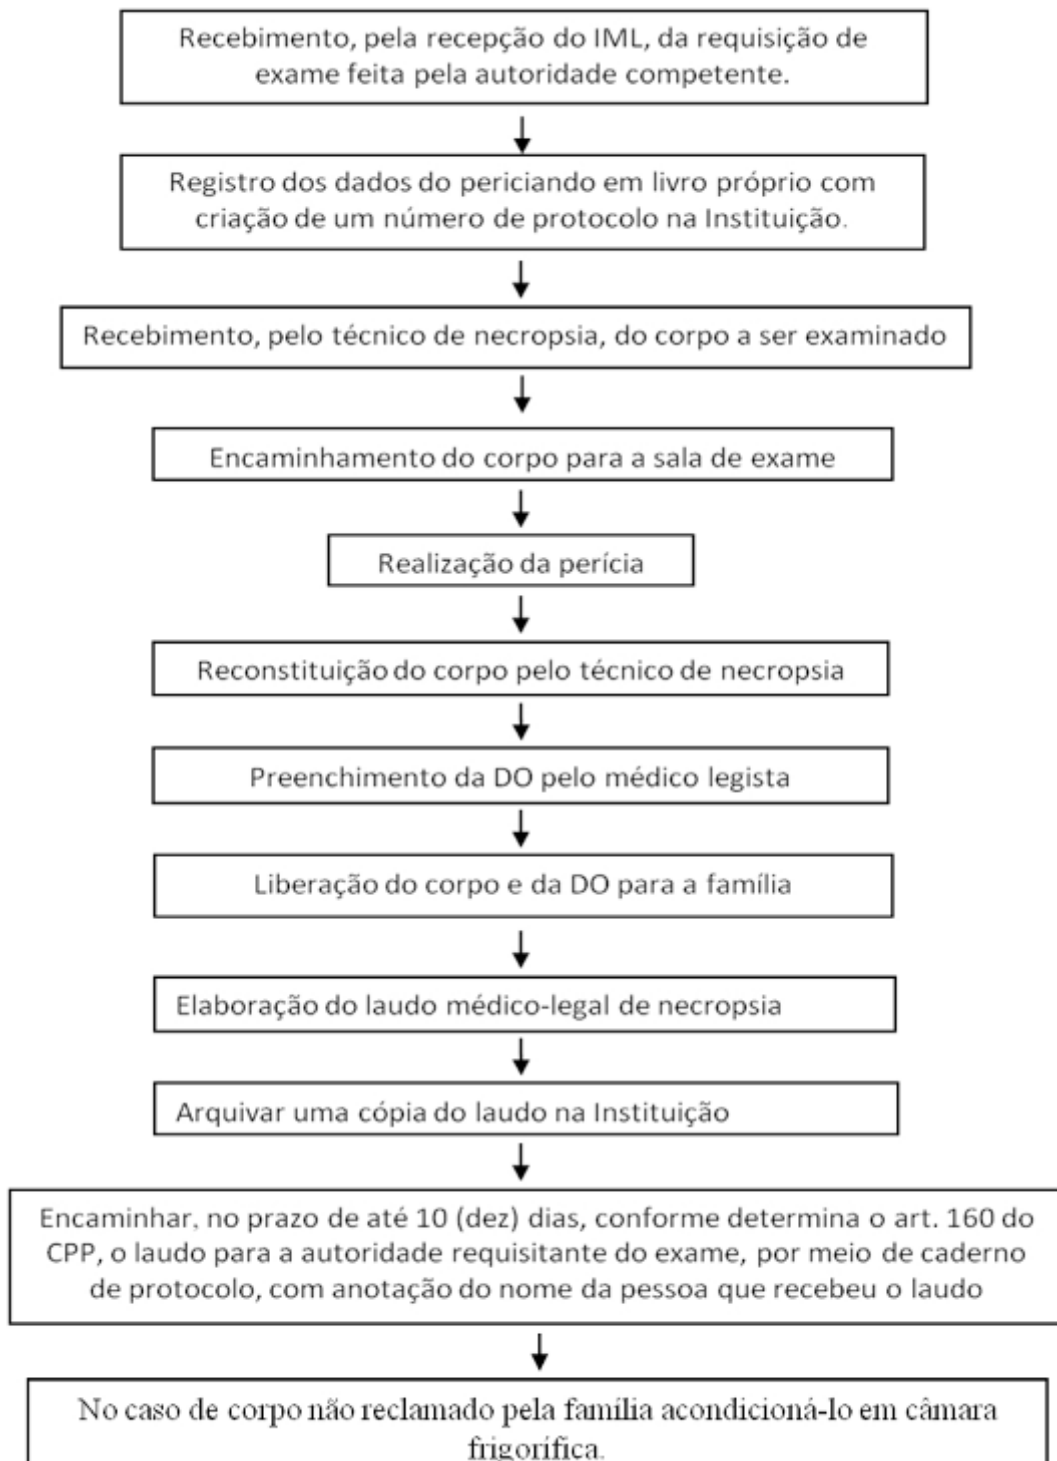 Recebimento, pela recepção do IML, da requisição de
exame feita pela autoridade competente.
Registro dos dados do periciando em livro próprio com
criação de um número de protocolo na Instituição.
Recebimento, pelo técnico de necropsia, do corpo a ser examinado
Encaminhamento do corpo para a sala de exame
Realização da perícia
Reconstituição do corpo pelo técnico de necropsia
Preenchimento da DO pelo médico legista
Liberação do corpo e da DO para a família
Elaboração do laudo médico-legal de necropsia
Arquivar uma cópia do laudo na Instituição
Encaminhar, no prazo de até 10 (dez) dias, conforme determina o art. 160 do
CPP, o laudo para a autoridade requisitante do exame, por meio de caderno
de protocolo, com anotação do nome da pessoa que recebeu o laudo
No caso de corpo não reclamado pela família acondicioná-lo em câmara
frigorífica.